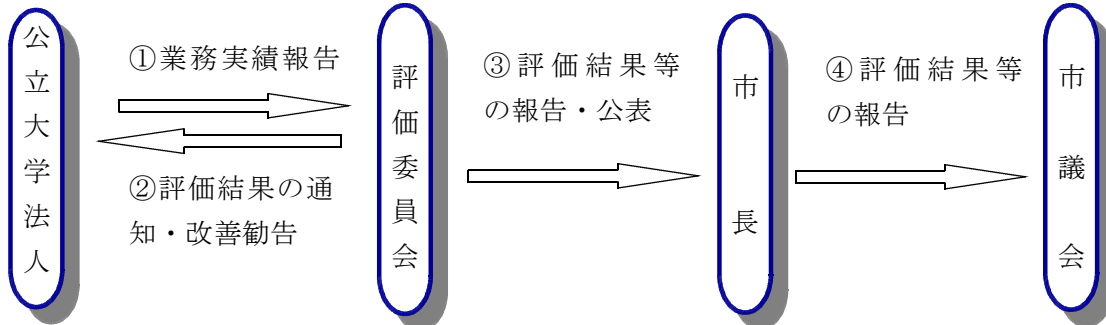 公立大学法人
①業務実績報告
②評価結果の通
知・改善勧告
評価委員会
③評価結果等
の報告・公表
市長
④評価結果等
の報告
市議会